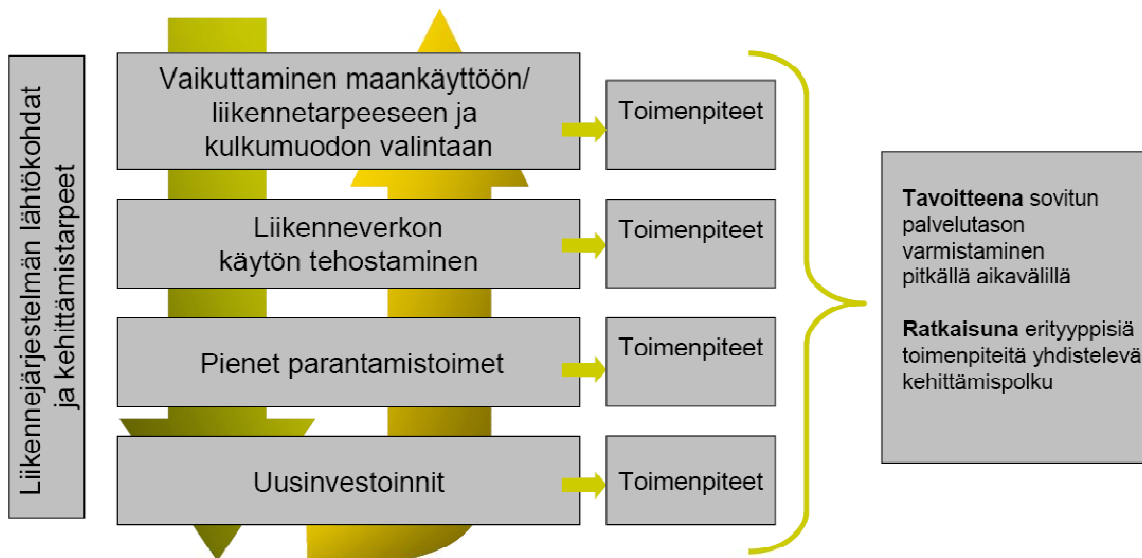 Liikennejärjestelmän lähtökohdat
ja kehittämistarpeet
Vaikuttaminen maankäyttöön/
liikennetarpeeseen ja
kulkumuodon valintaan
Toimenpiteet
Liikenneverkon
käytön tehostaminen
Toimenpiteet
Pienet parantamistoimet
Toimenpiteet
Uusinvestoinnit
Toimenpiteet
Tavoitteena sovitun
palvelutason
varmistaminen
pitkällä aikavälillä
Ratkaisuna erityyppisiä
toimenpiteitä yhdistelevä
kehittämispolku